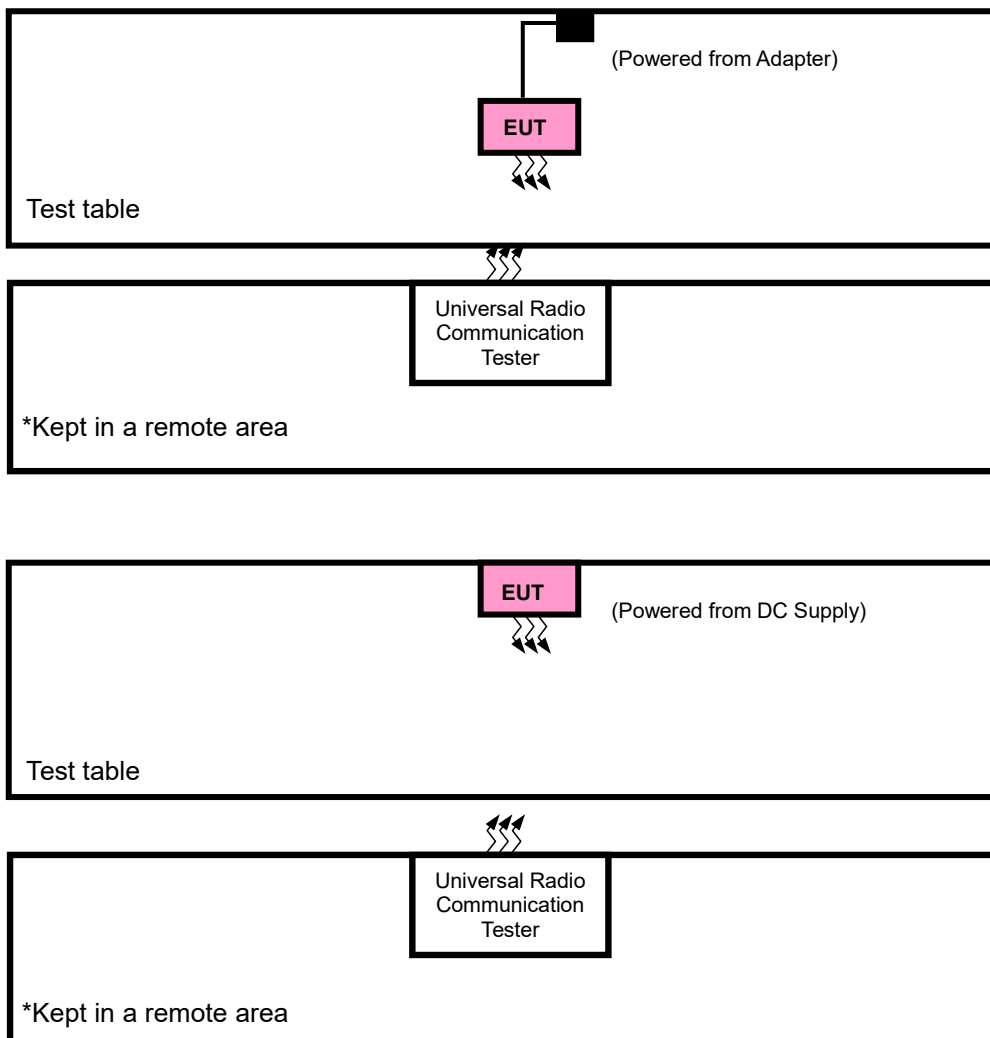 (Powered from Adapter)
EUT
Test table
Universal Radio
Communication
Tester
*Kept in a remote area
EUT
(Powered from DC Supply)
Test table
Universal Radio
Communication
Tester
*Kept in a remote area